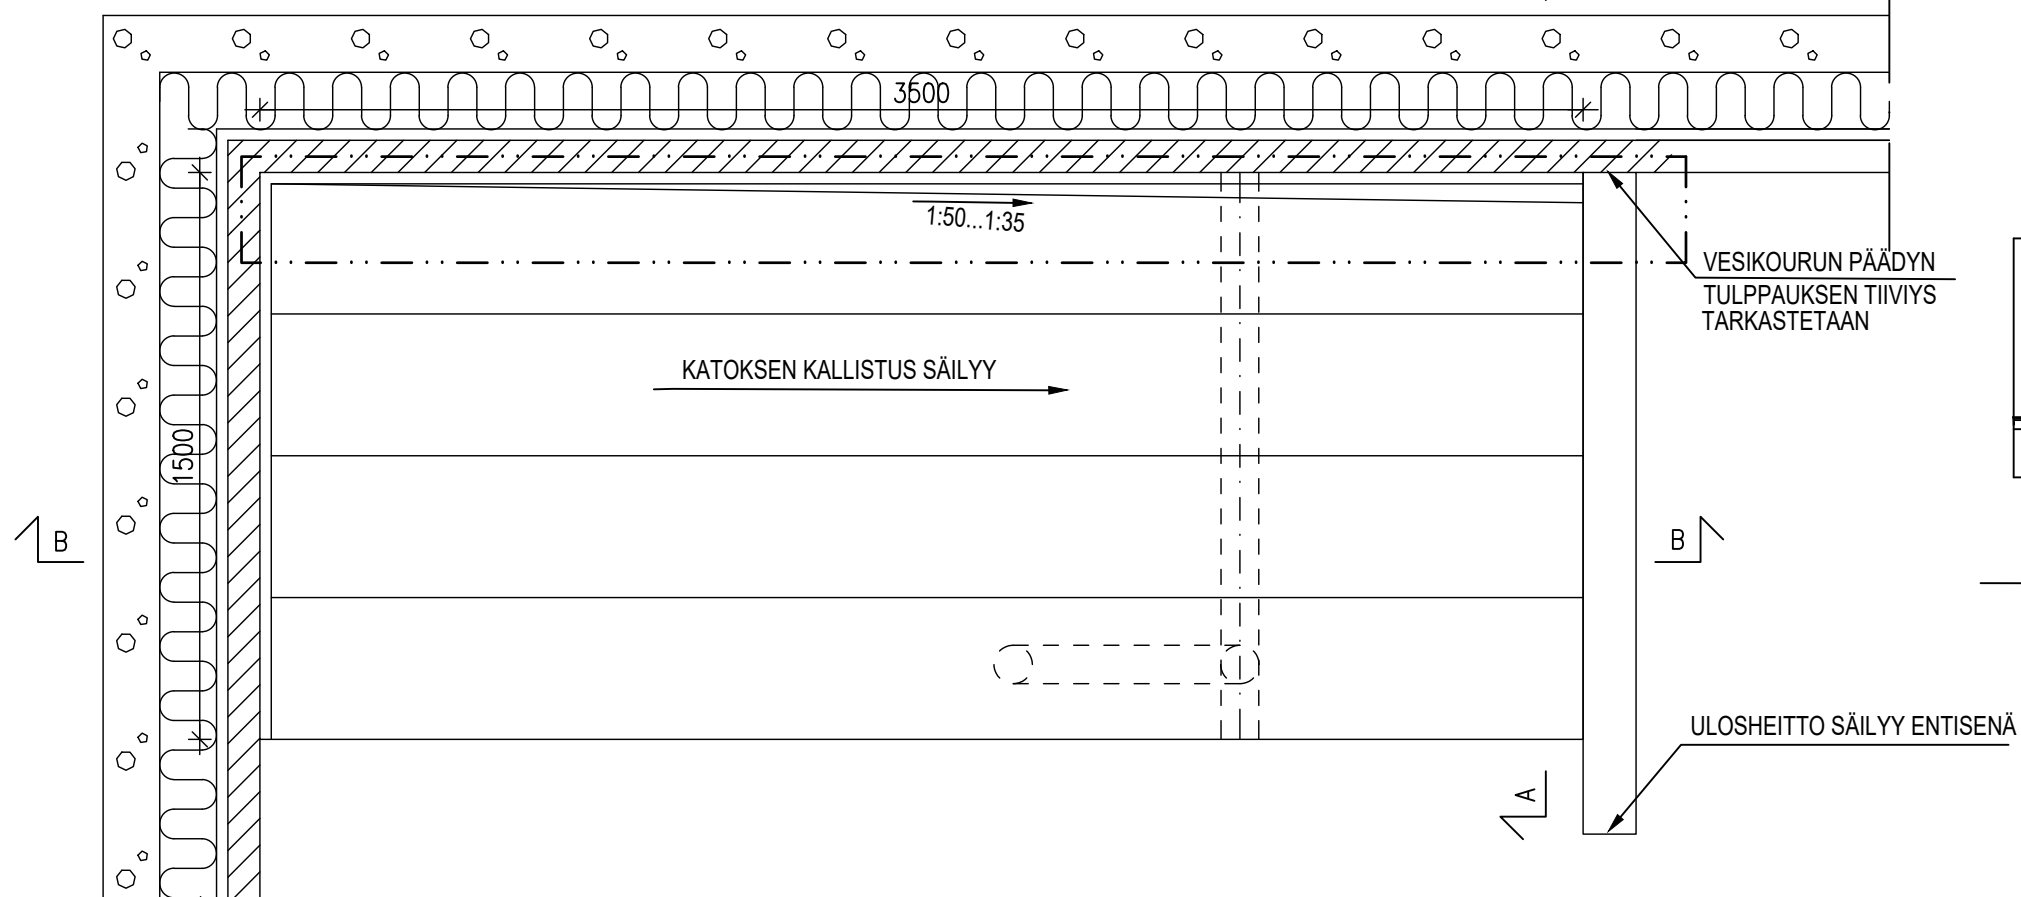 3500
1:50...1:35
VESIKOURUN PÄÄDYN
TULPPAUKSEN TIIVIYS
TARKASTETAAN
KATOKSEN KALLISTUS SÄILYY
1500
B
B
ULOSHEITTO SÄILYY ENTISENÄ
A